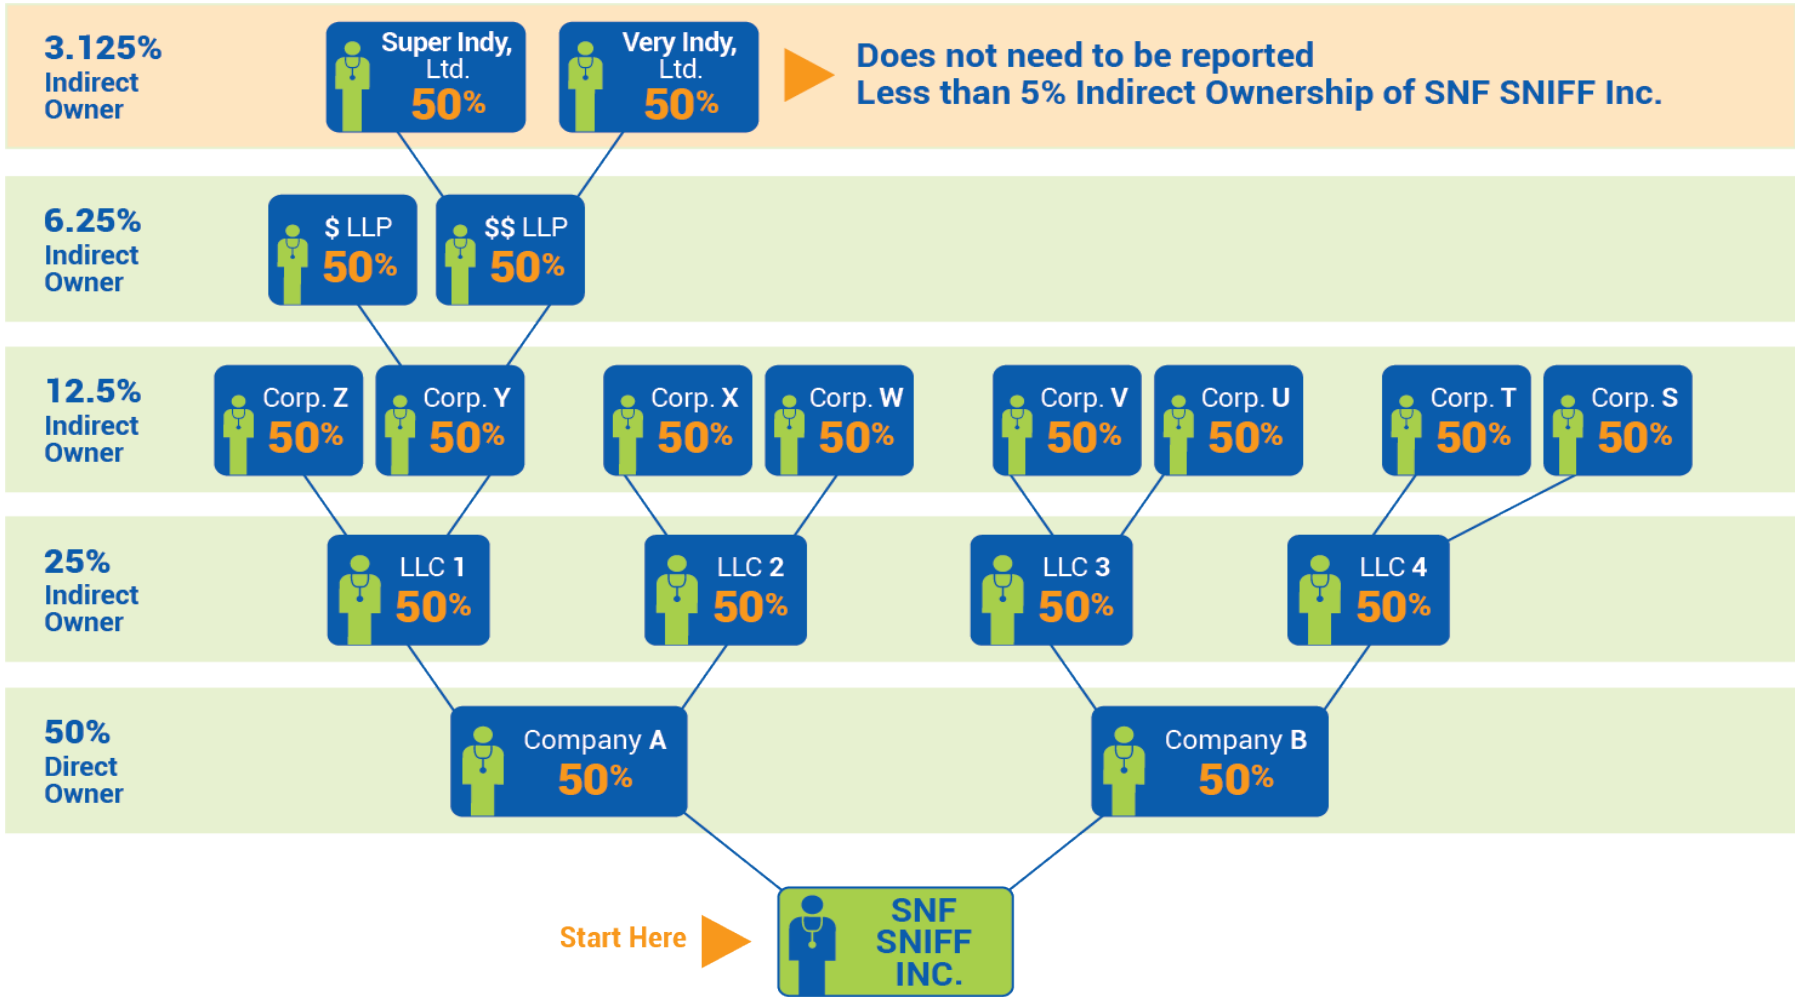 3.125%
Indirect
Owner
Super Indy,
Ltd.
50%
Very Indy,
Ltd.
50%
Does not need to be reported
Less than 5% Indirect Ownership of SNF SNIFF Inc.
6.25%
Indirect
Owner
$ LLP
50%
$$ LLP
50%
12.5%
Indirect
Owner
Corp. Z
50%
Corp. Y
50%
Corp. X
50%
Corp. W
50%
Corp. V
50%
Corp. U
50%
Corp. T
50%
Corp. S
50%
25%
Indirect
Owner
LLC 1
50%
LLC 2
50%
LLC 3
50%
LLC 4
50%
50%
Direct
Owner
Company A
50%
Company B
50%
Start Here
SNF
SNIFF
INC.